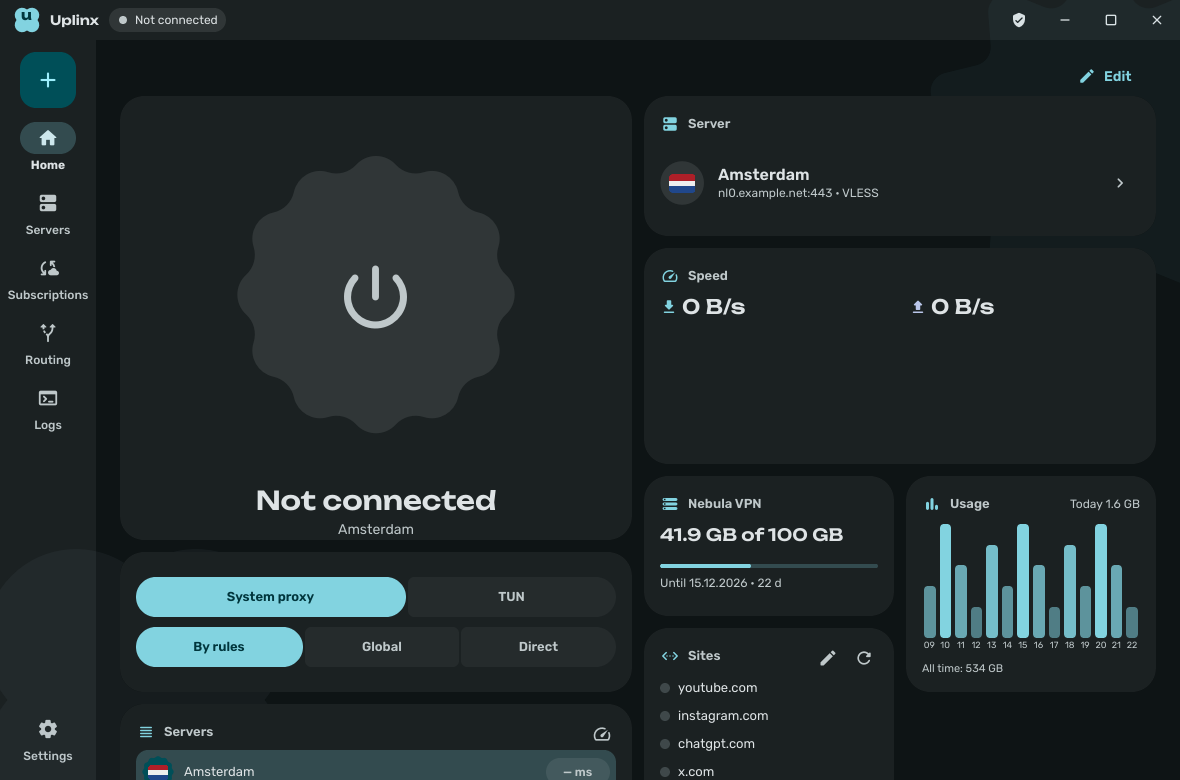 Uplinx
Not connected
Edit
Home
Servers
Subscriptions
Routing
Logs
Settings
Not connected
Amsterdam
System proxy
TUN
By rules
Global
Direct
Servers
Amsterdam
– ms
Server
Amsterdam
nl0.example.net:443 • VLESS
Speed
0 B/s
0 B/s
Nebula VPN
41.9 GB of 100 GB
Until 15.12.2026 • 22 d
Usage
Today 1.6 GB
09 10 11 12 13 14 15 16 17 18 19 20 21 22
All time: 534 GB
Sites
youtube.com
instagram.com
chatgpt.com
x.com